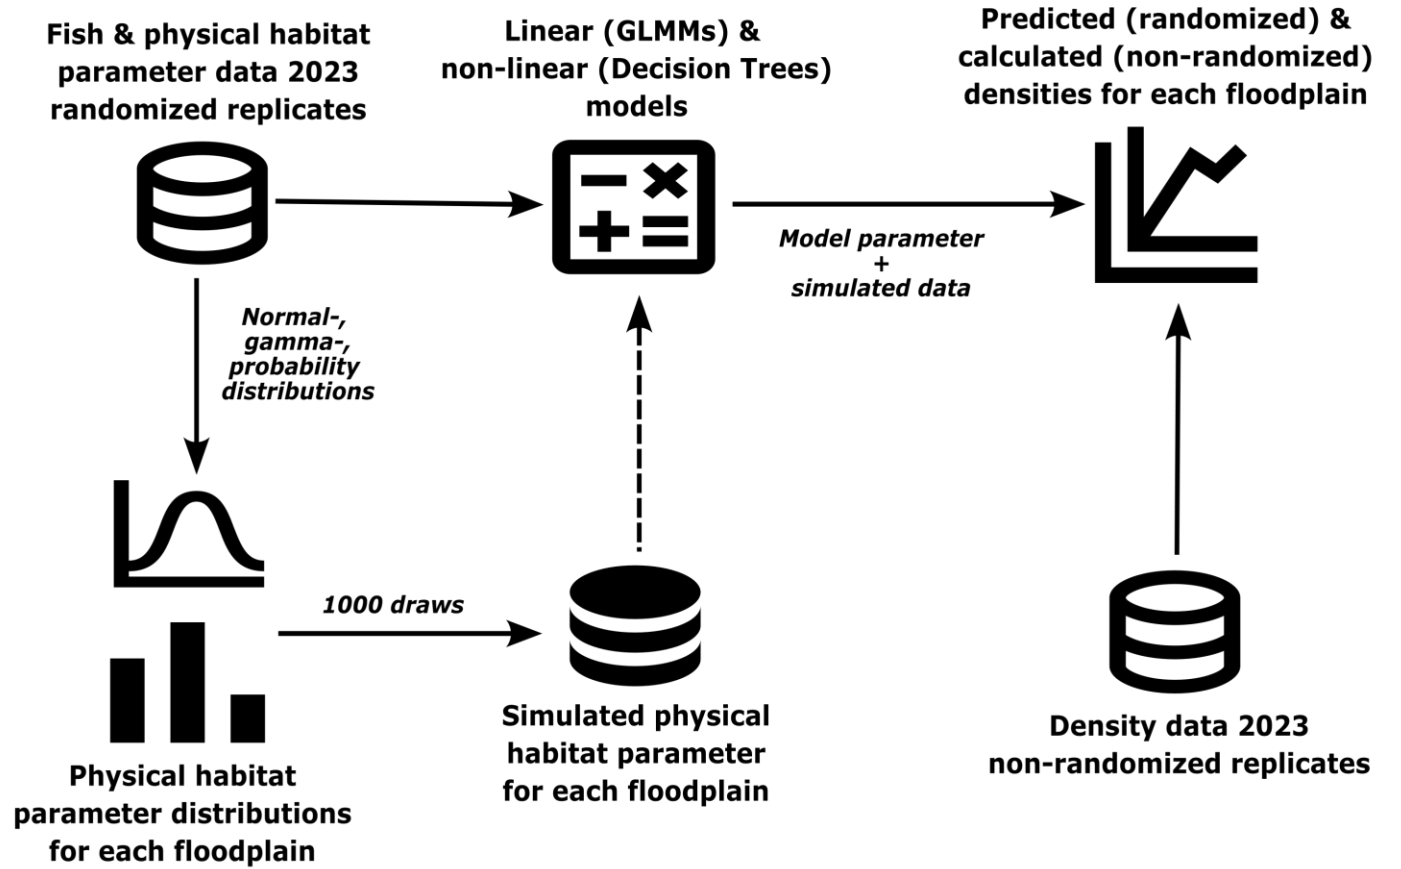 Fish & physical habitat
parameter data 2023
randomized replicates
Linear (GLMMs) &
non-linear (Decision Trees)
models
Predicted (randomized) &
calculated (non-randomized)
densities for each floodplain
Model parameter
+
simulated data
Normal-,
gamma-,
probability
distributions
1000 draws
Physical habitat
parameter distributions
for each floodplain
Simulated physical
habitat parameter
for each floodplain
Density data 2023
non-randomized replicates